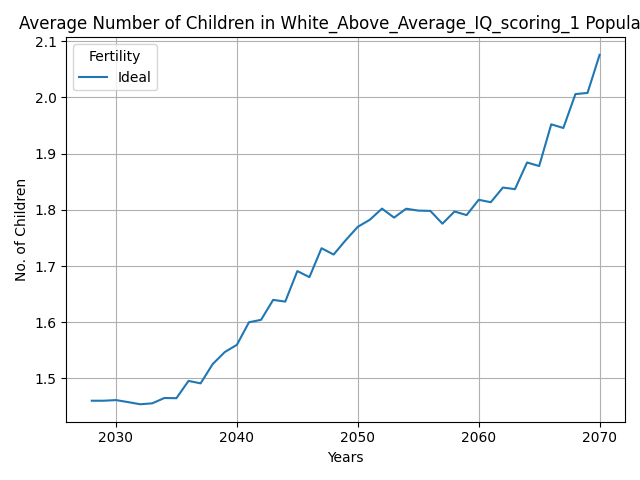 Average Number of Children in White_Above_Average_IQ_scoring_1 Popula
Fertility
Ideal
2.1
2.0
1.9
1.8
1.7
1.6
1.5
No. of Children
2030 2040 2050 2060 2070
Years